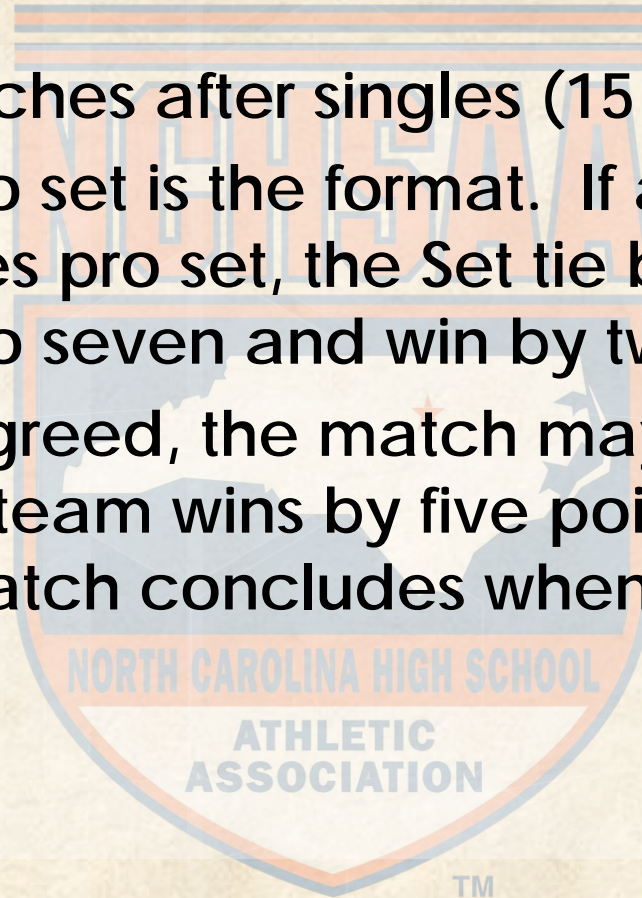 NCHSAA
ches after singles (15
o set is the format. If a
es pro set, the Set tie b
o seven and win by tw
greed, the match may
team wins by five poi
atch concludes when
NORTH CAROLINA HIGH SCHOOL
ATHLETIC
ASSOCIATION
TM